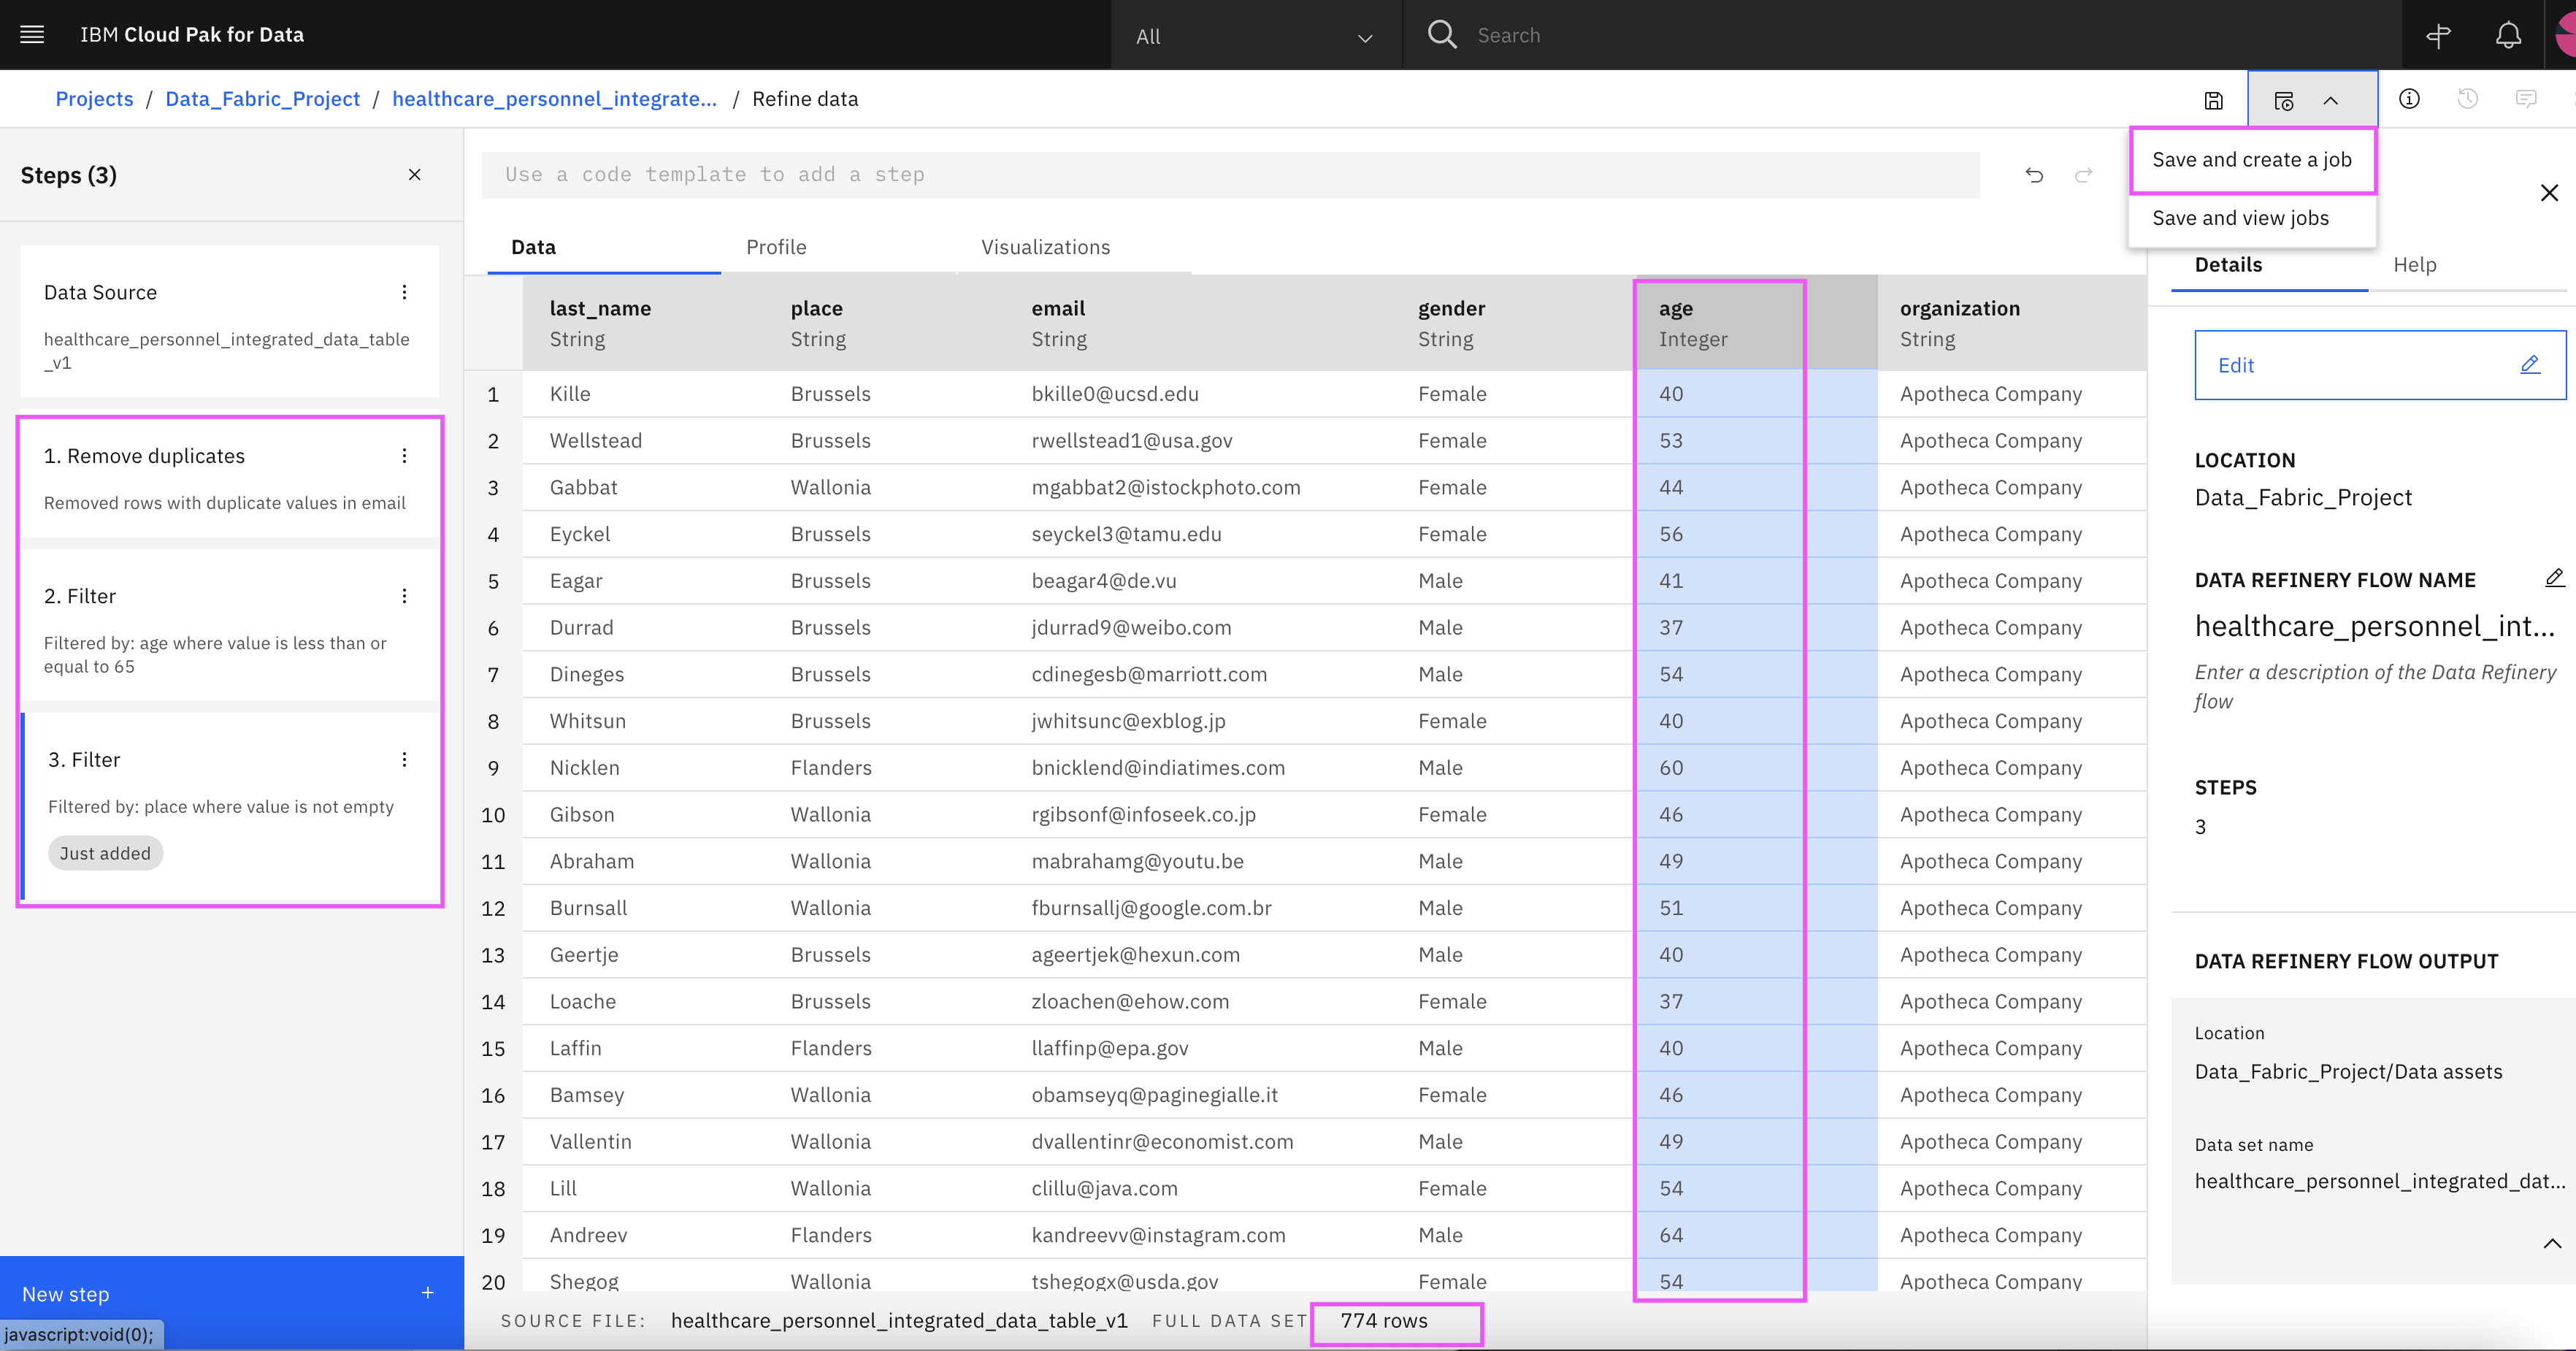 IBM Cloud Pak for Data
All
Search
Projects / Data_Fabric_Project / healthcare_personnel_integrate... / Refine data
Save and create a job
Save and view jobs
Steps (3)
Data Source
healthcare_personnel_integrated_data_table
_v1
1. Remove duplicates
Removed rows with duplicate values in email
2. Filter
Filtered by: age where value is less than or
equal to 65
3. Filter
Filtered by: place where value is not empty
Just added
New step +
javascript:void(0);
Use a code template to add a step
Data Profile Visualizations
last_name place email gender age organization
String String String String Integer String
1 Kille Brussels bkille0@ucsd.edu Female 40 Apotheca Company
2 Wellstead Brussels rwellstead1@usa.gov Female 53 Apotheca Company
3 Gabbat Wallonia mgabbat2@istockphoto.com Female 44 Apotheca Company
4 Eyckel Brussels seyckel3@tamu.edu Female 56 Apotheca Company
5 Eagar Brussels beagar4@de.vu Male 41 Apotheca Company
6 Durrad Brussels jdurrad9@weibo.com Male 37 Apotheca Company
7 Dineges Brussels cdinegesb@marriott.com Male 54 Apotheca Company
8 Whitsun Brussels jwhitsunc@exblog.jp Female 40 Apotheca Company
9 Nicklen Flanders bnicklend@indiatimes.com Male 60 Apotheca Company
10 Gibson Wallonia rgibsonf@infoseek.co.jp Female 46 Apotheca Company
11 Abraham Wallonia mabrahamg@youtu.be Male 49 Apotheca Company
12 Burnsall Wallonia fburnsallj@google.com.br Male 51 Apotheca Company
13 Geertje Brussels ageertjek@hexun.com Male 40 Apotheca Company
14 Loache Brussels zloachen@ehow.com Female 37 Apotheca Company
15 Laffin Flanders llaffinp@epa.gov Male 40 Apotheca Company
16 Bamsey Wallonia obamseyq@paginegialle.it Female 46 Apotheca Company
17 Vallentin Wallonia dvallentinr@economist.com Male 49 Apotheca Company
18 Lill Wallonia clillu@java.com Female 54 Apotheca Company
19 Andreev Flanders kandreevv@instagram.com Male 64 Apotheca Company
20 Shegog Wallonia tshegogx@usda.gov Female 54 Apotheca Company
SOURCE FILE: healthcare_personnel_integrated_data_table_v1 FULL DATA SET 774 rows
Details Help
Edit
LOCATION
Data_Fabric_Project
DATA REFINERY FLOW NAME
healthcare_personnel_int...
Enter a description of the Data Refinery
flow
STEPS
3
DATA REFINERY FLOW OUTPUT
Location
Data_Fabric_Project/Data assets
Data set name
healthcare_personnel_integrated_dat...